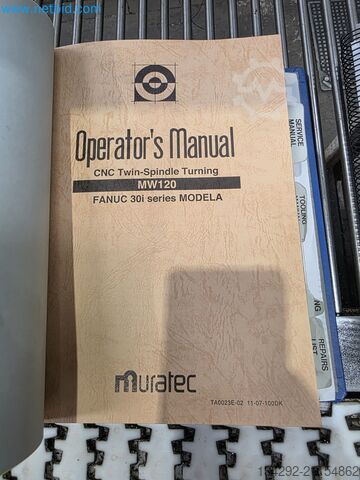 www.netbid.com
Operator's Manual
CNC Twin-Spindle Turning
MW120
FANUC 30i series MODELA
muratec
TA0023E-02 11-07-100DK
SERVICE
MANUAL
TOOLING
REPAIRS
LIST